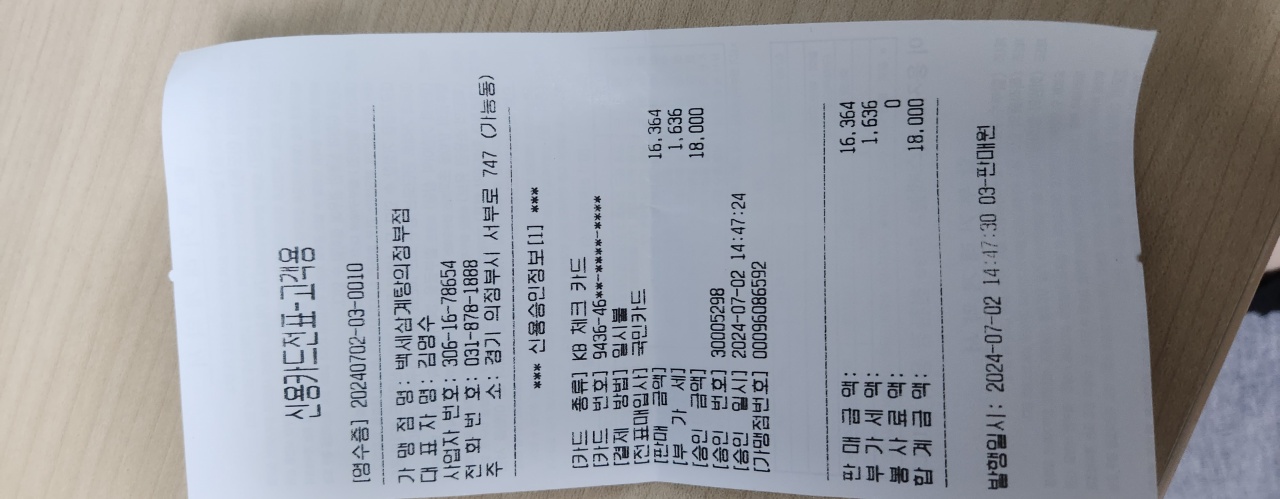 신용카드전표-고객용
[영수증] 20240702-03-0010
가 맹 점 명 : 백세삼계탕의정부점
대 표 자 명 : 김명수
사업자 번호 : 306-16-78654
전 화 번 호 : 031-878-1888
주 소 : 경기 의정부시 서부로 747 (가능동)
*** 신용승인정보[1] ***
[카드 종류] KB 체크 카드
[카드 번호] 9436-46**-****-****
[결제 방법] 일시불
[전표매입사] 국민카드
[판매 금액] 16,364
[부 가 세] 1,636
[승인 금액] 18,000
[승인 번호] 30005298
[승인 일시] 2024-07-02 14:47:24
[가맹점번호] 00096086592
판 매 금 액 : 16,364
부 가 세 액 : 1,636
봉 사 료 액 : 0
합 계 금 액 : 18,000
발행일시 : 2024-07-02 14:47:30 03-판매원